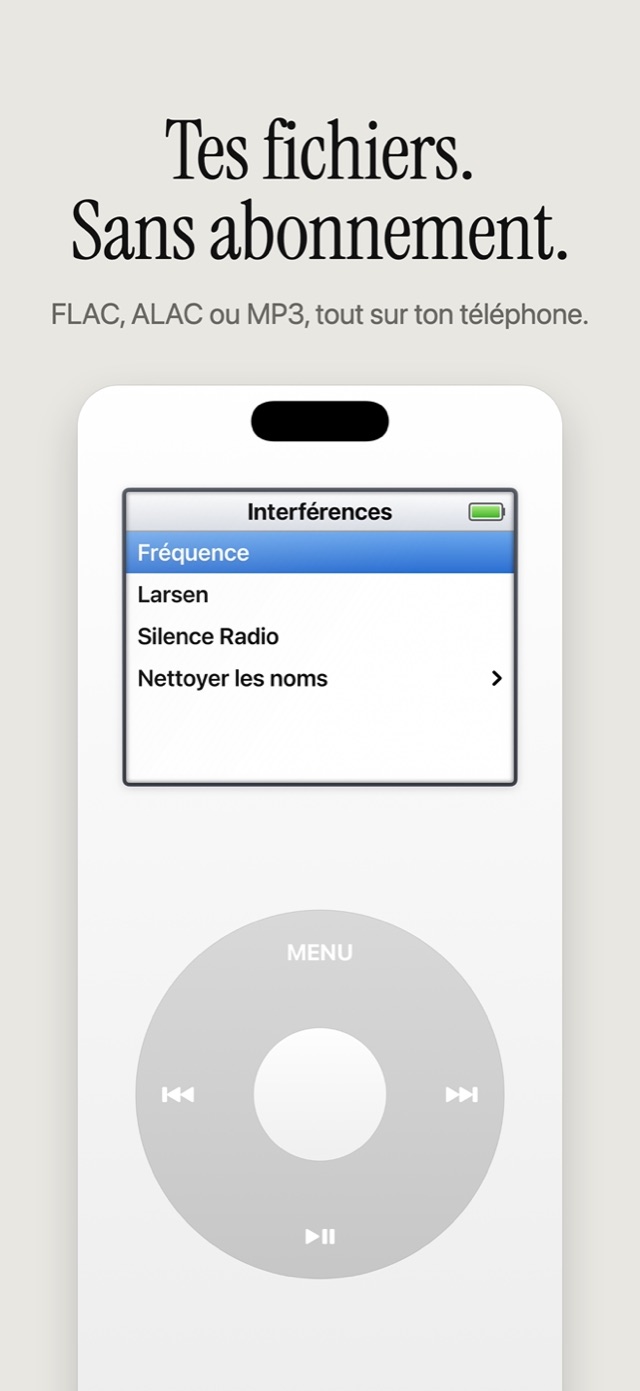 Tes fichiers.
Sans abonnement.
FLAC, ALAC ou MP3, tout sur ton téléphone.
Interférences
Fréquence
Larsen
Silence Radio
Nettoyer les noms
MENU